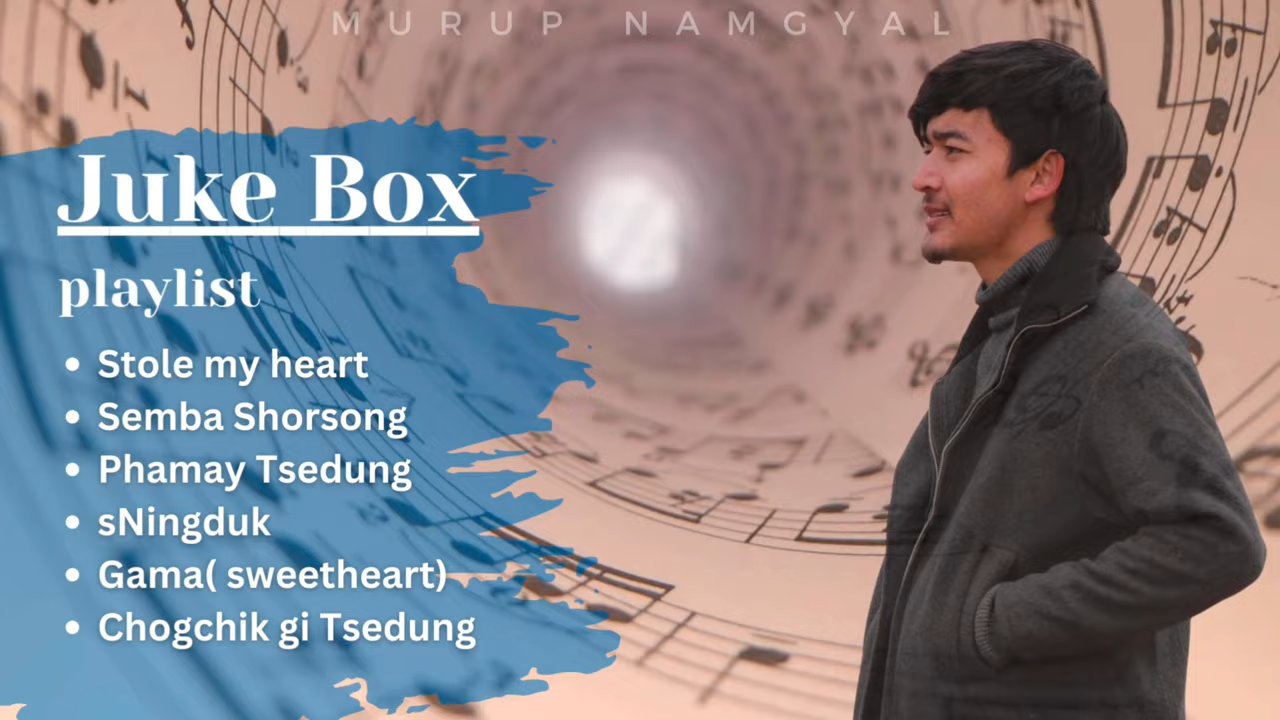 MURUP NAMGYAL
Juke Box
playlist
• Stole my heart
• Semba Shorsong
• Phamay Tsedung
• sNingduk
• Gama( sweetheart)
• Chogchik gi Tsedung